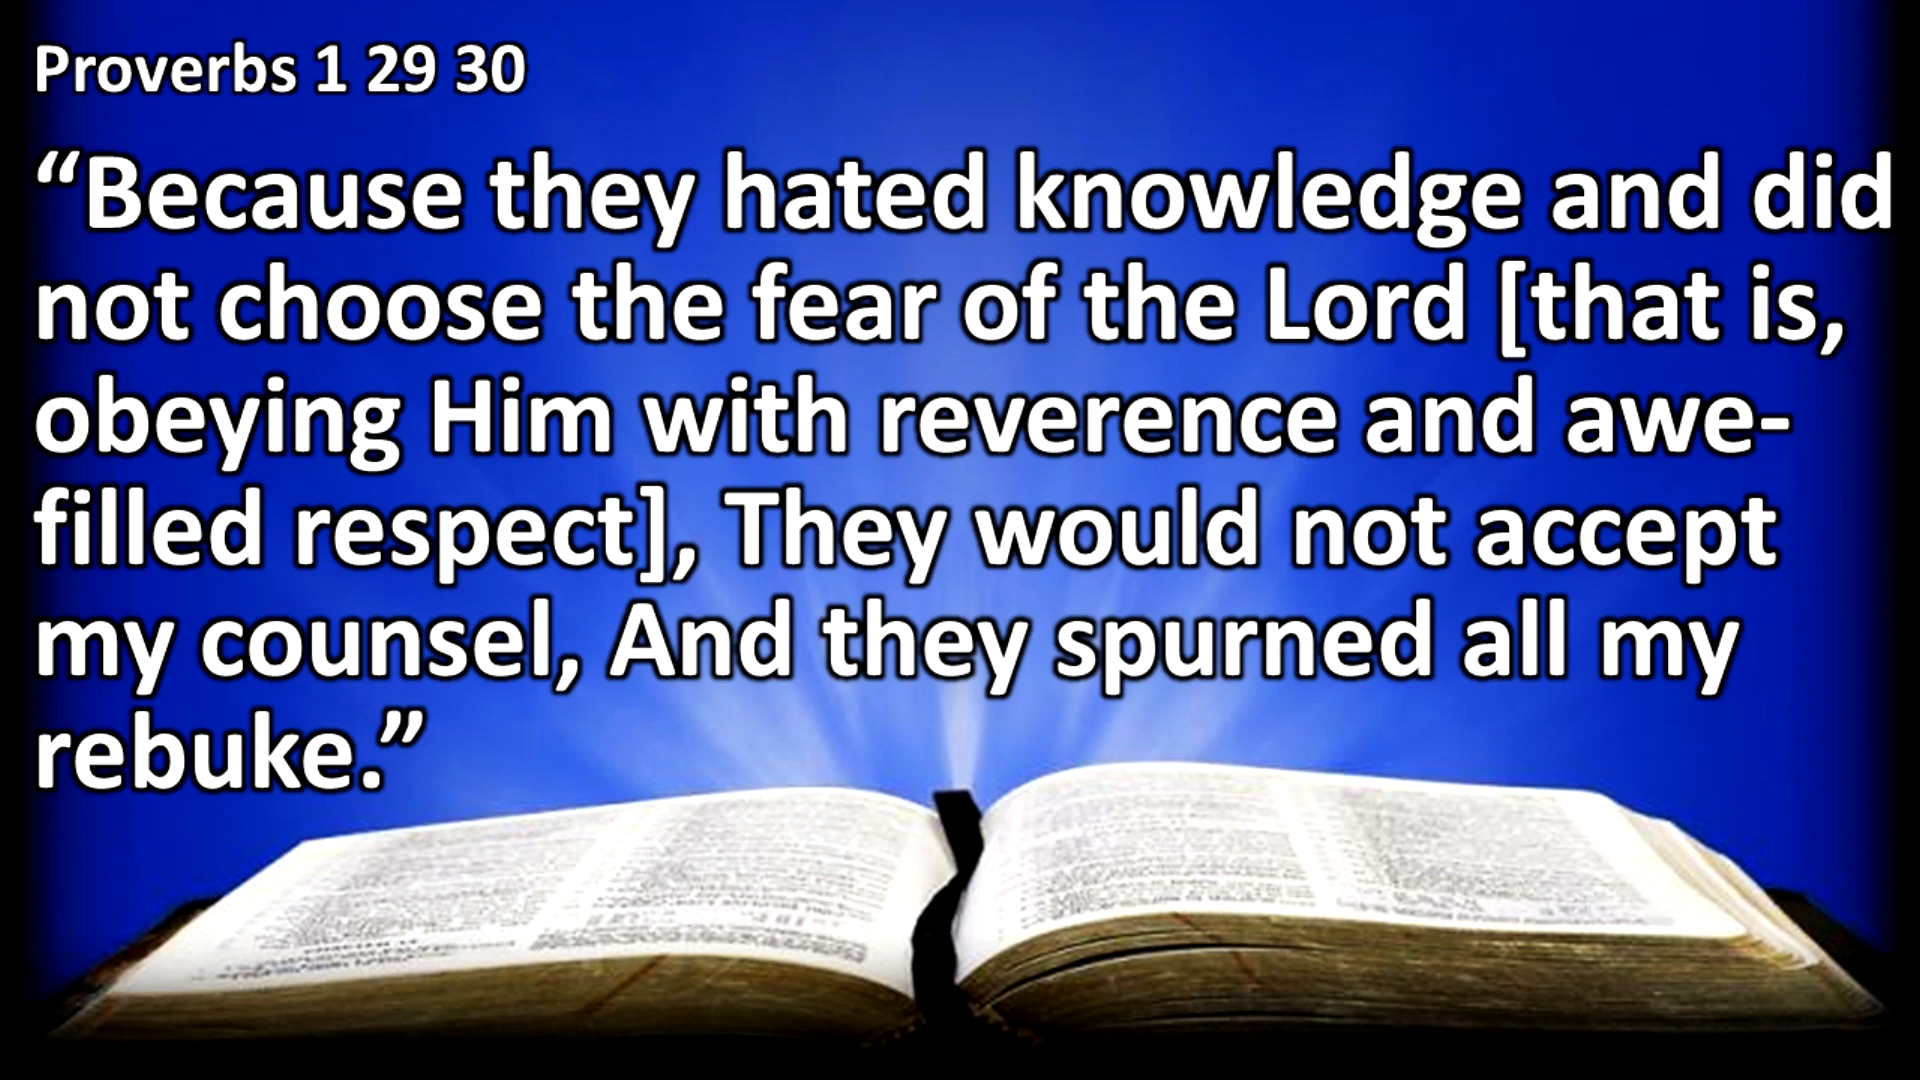 Proverbs 1 29 30
“Because they hated knowledge and did
not choose the fear of the Lord [that is,
obeying Him with reverence and awe-
filled respect], They would not accept
my counsel, And they spurned all my
rebuke.”